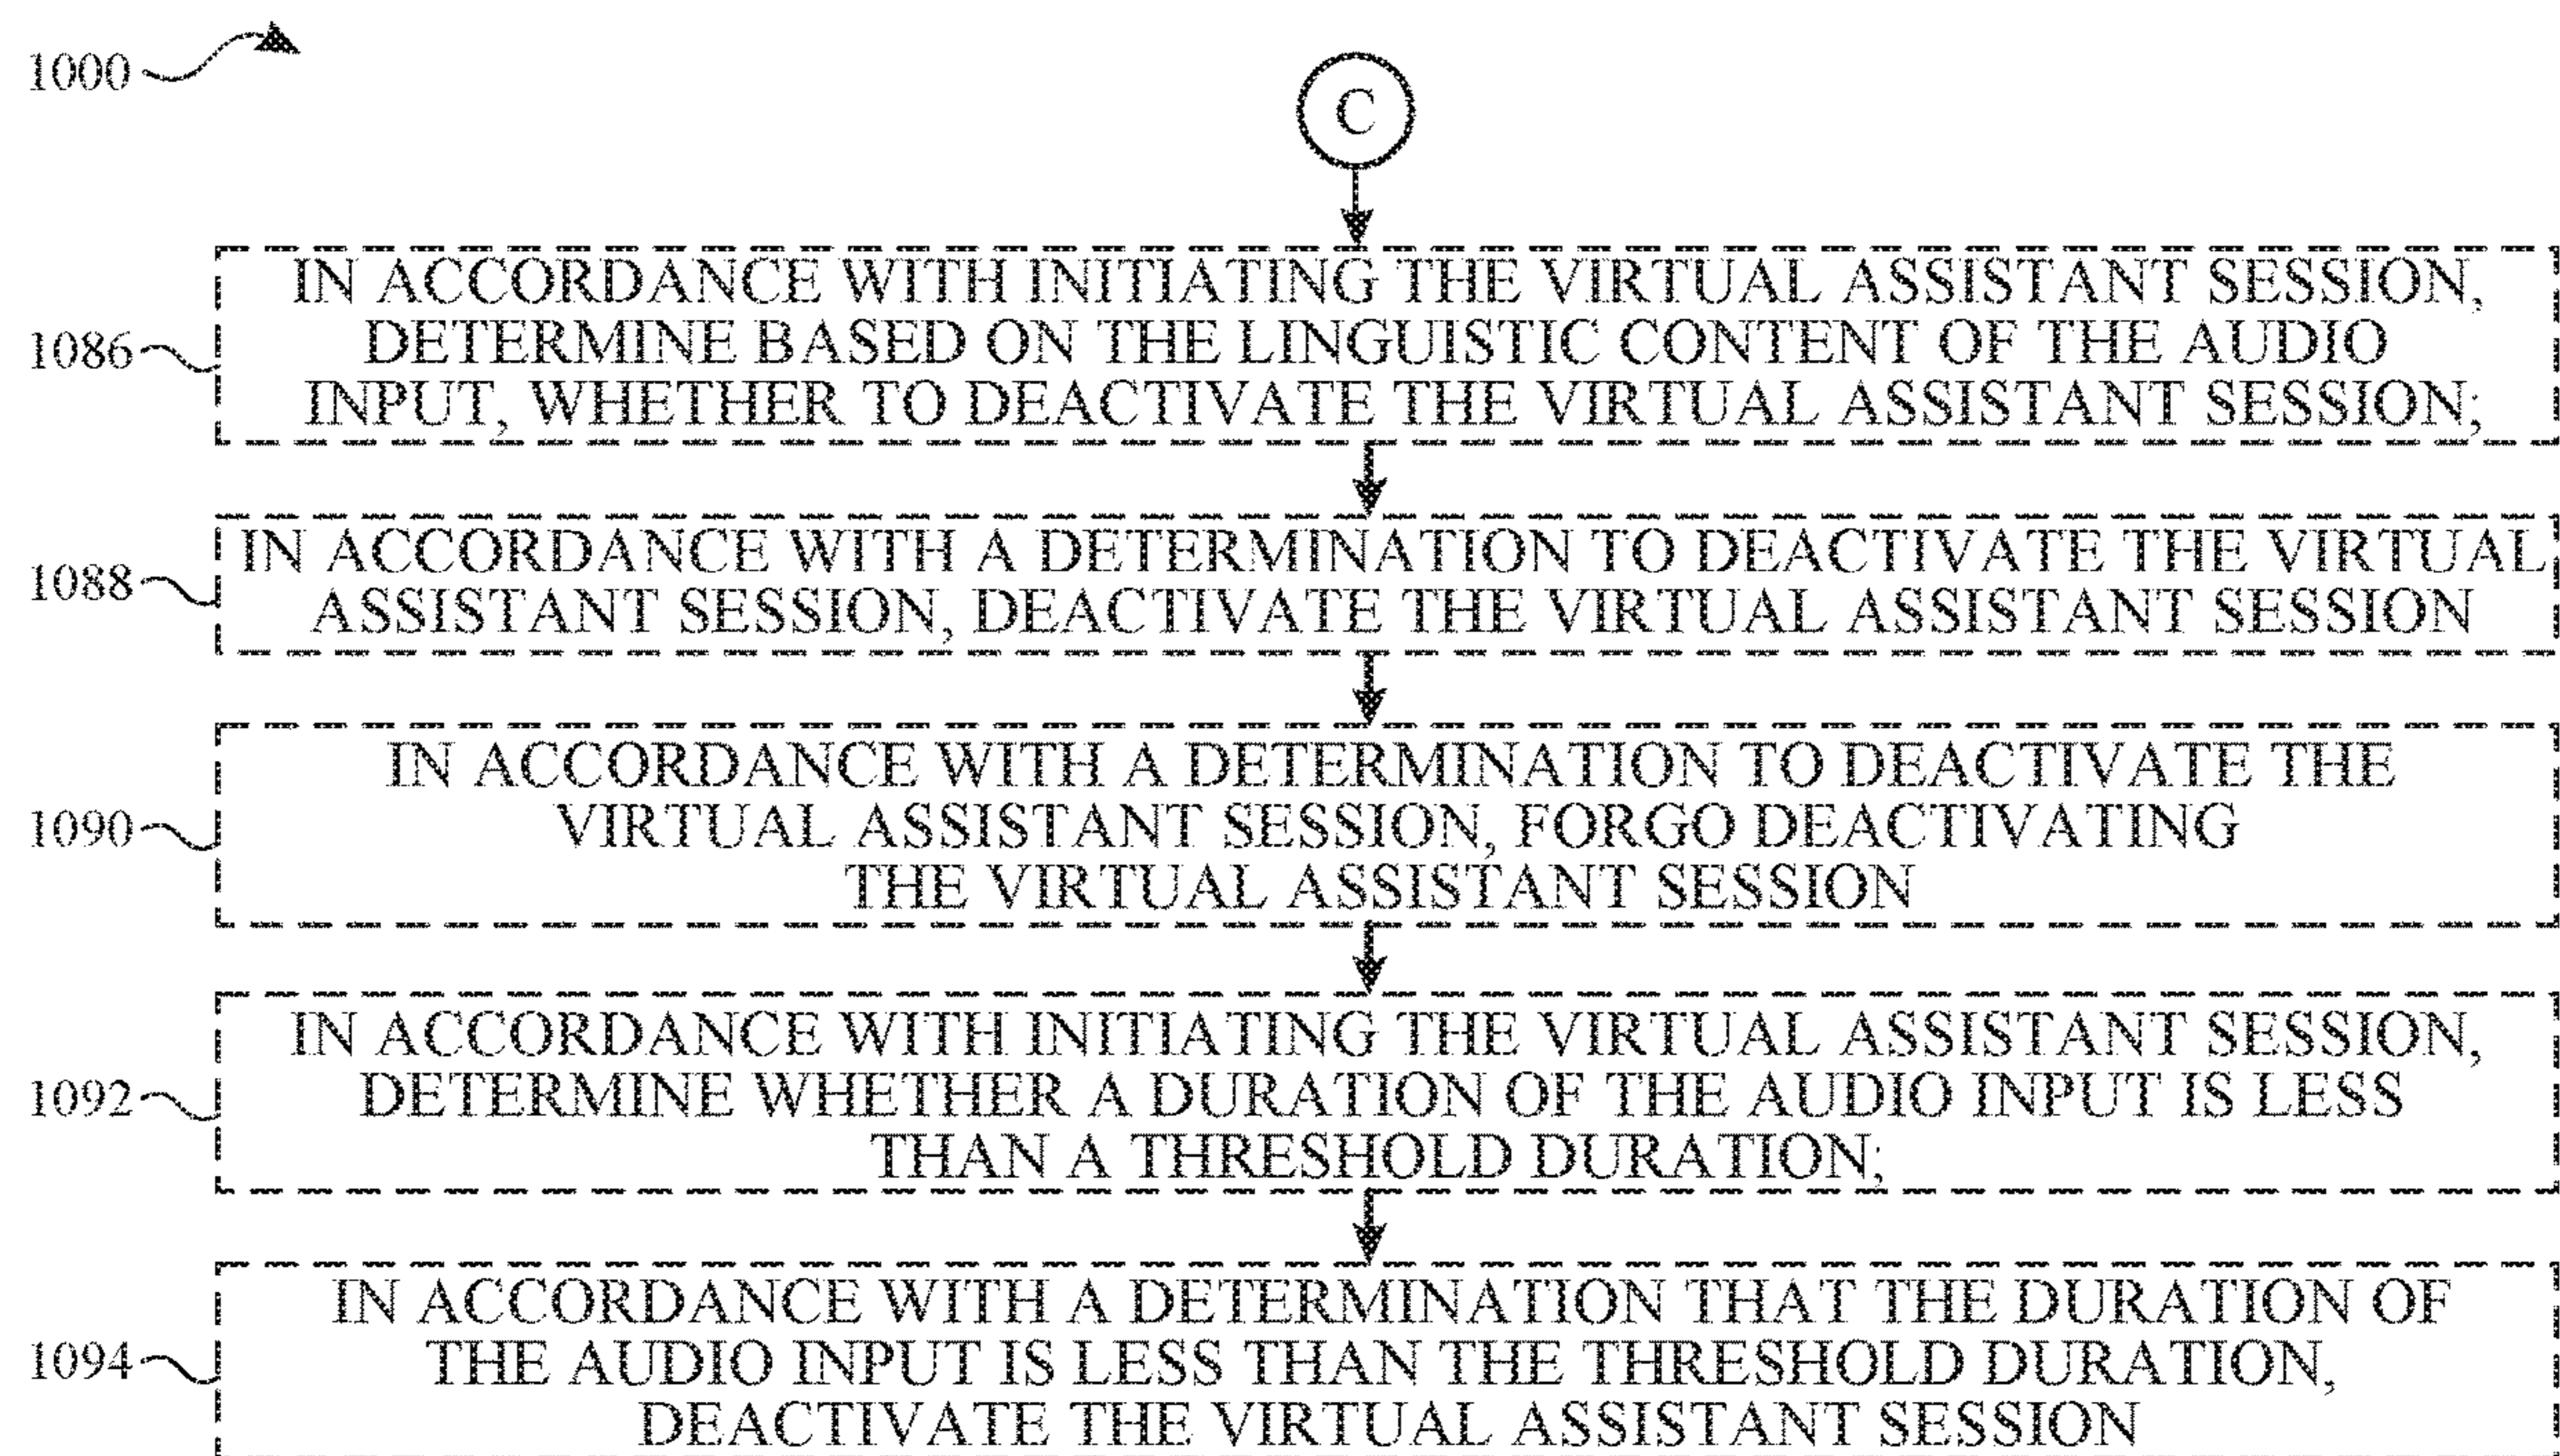 1000
C
IN ACCORDANCE WITH INITIATING THE VIRTUAL ASSISTANT SESSION,
DETERMINE BASED ON THE LINGUISTIC CONTENT OF THE AUDIO
1086
INPUT, WHETHER TO DEACTIVATE THE VIRTUAL ASSISTANT SESSION;
IN ACCORDANCE WITH A DETERMINATION TO DEACTIVATE THE VIRTUAL
1088
ASSISTANT SESSION, DEACTIVATE THE VIRTUAL ASSISTANT SESSION
IN ACCORDANCE WITH A DETERMINATION TO DEACTIVATE THE
1090
VIRTUAL ASSISTANT SESSION, FORGO DEACTIVATING
THE VIRTUAL ASSISTANT SESSION
IN ACCORDANCE WITH INITIATING THE VIRTUAL ASSISTANT SESSION,
1092
DETERMINE WHETHER A DURATION OF THE AUDIO INPUT IS LESS
THAN A THRESHOLD DURATION;
IN ACCORDANCE WITH A DETERMINATION THAT THE DURATION OF
1094
THE AUDIO INPUT IS LESS THAN THE THRESHOLD DURATION,
DEACTIVATE THE VIRTUAL ASSISTANT SESSION